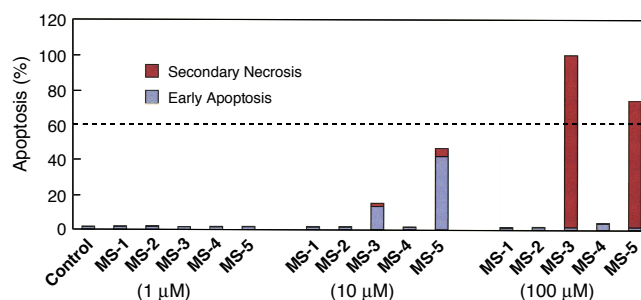 120
100
80
60
40
20
0
Apoptosis (%)
Secondary Necrosis
Early Apoptosis
Control MS-1 MS-2 MS-3 MS-4 MS-5 MS-1 MS-2 MS-3 MS-4 MS-5 MS-1 MS-2 MS-3 MS-4 MS-5
(1 μM) (10 μM) (100 μM)